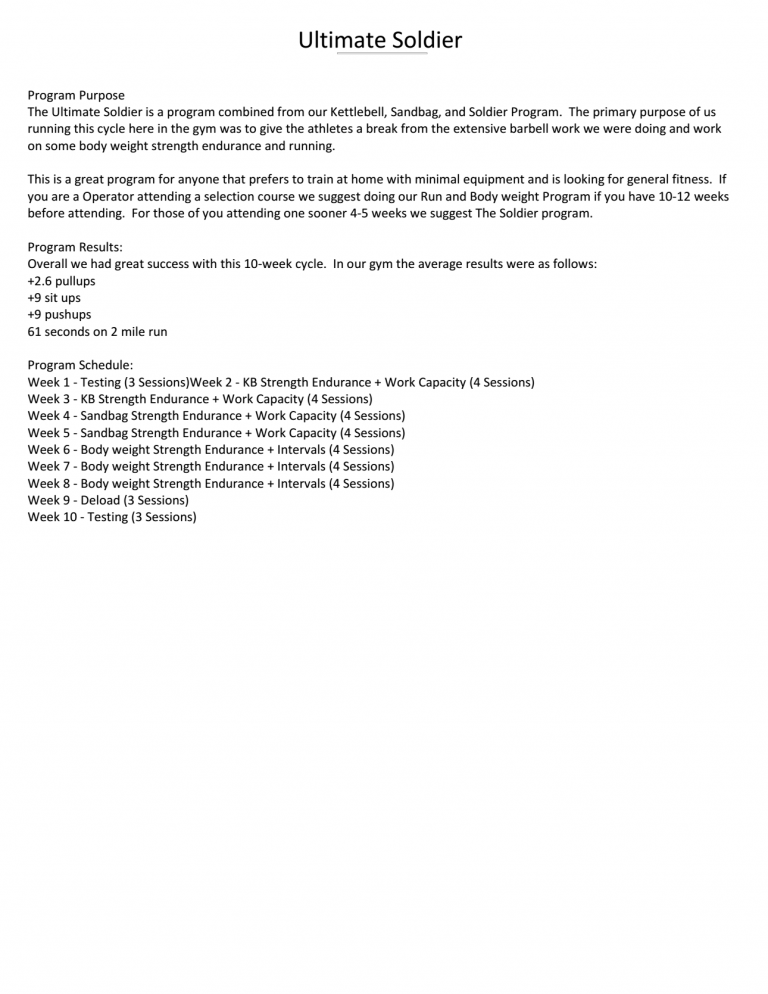 Ultimate Soldier
Program Purpose
The Ultimate Soldier is a program combined from our Kettlebell, Sandbag, and Soldier Program.  The primary purpose of us
running this cycle here in the gym was to give the athletes a break from the extensive barbell work we were doing and work
on some body weight strength endurance and running.
This is a great program for anyone that prefers to train at home with minimal equipment and is looking for general fitness.  If
you are a Operator attending a selection course we suggest doing our Run and Body weight Program if you have 10-12 weeks
before attending.  For those of you attending one sooner 4-5 weeks we suggest The Soldier program.
Program Results:
Overall we had great success with this 10-week cycle.  In our gym the average results were as follows:
+2.6 pullups
+9 sit ups
+9 pushups
61 seconds on 2 mile run
Program Schedule:
Week 1 - Testing (3 Sessions)Week 2 - KB Strength Endurance + Work Capacity (4 Sessions)
Week 3 - KB Strength Endurance + Work Capacity (4 Sessions)
Week 4 - Sandbag Strength Endurance + Work Capacity (4 Sessions)
Week 5 - Sandbag Strength Endurance + Work Capacity (4 Sessions)
Week 6 - Body weight Strength Endurance + Intervals (4 Sessions)
Week 7 - Body weight Strength Endurance + Intervals (4 Sessions)
Week 8 - Body weight Strength Endurance + Intervals (4 Sessions)
Week 9 - Deload (3 Sessions)
Week 10 - Testing (3 Sessions)